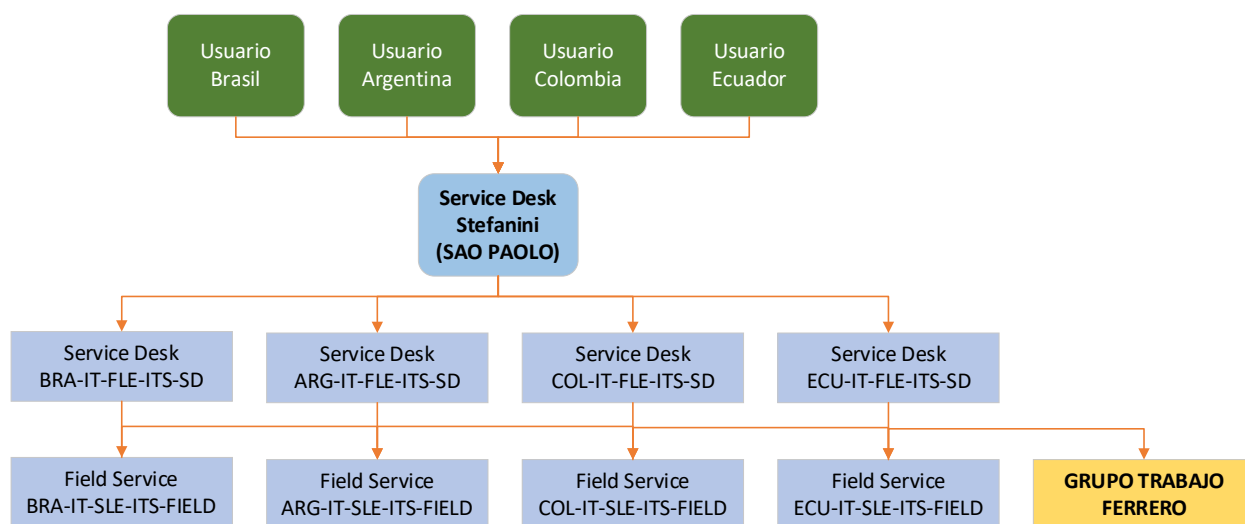 Usuario
Brasil
Usuario
Argentina
Usuario
Colombia
Usuario
Ecuador
Service Desk
Stefanini
(SAO PAOLO)
Service Desk
BRA-IT-FLE-ITS-SD
Service Desk
ARG-IT-FLE-ITS-SD
Service Desk
COL-IT-FLE-ITS-SD
Service Desk
ECU-IT-FLE-ITS-SD
Field Service
BRA-IT-SLE-ITS-FIELD
Field Service
ARG-IT-SLE-ITS-FIELD
Field Service
COL-IT-SLE-ITS-FIELD
Field Service
ECU-IT-SLE-ITS-FIELD
GRUPO TRABAJO
FERRERO